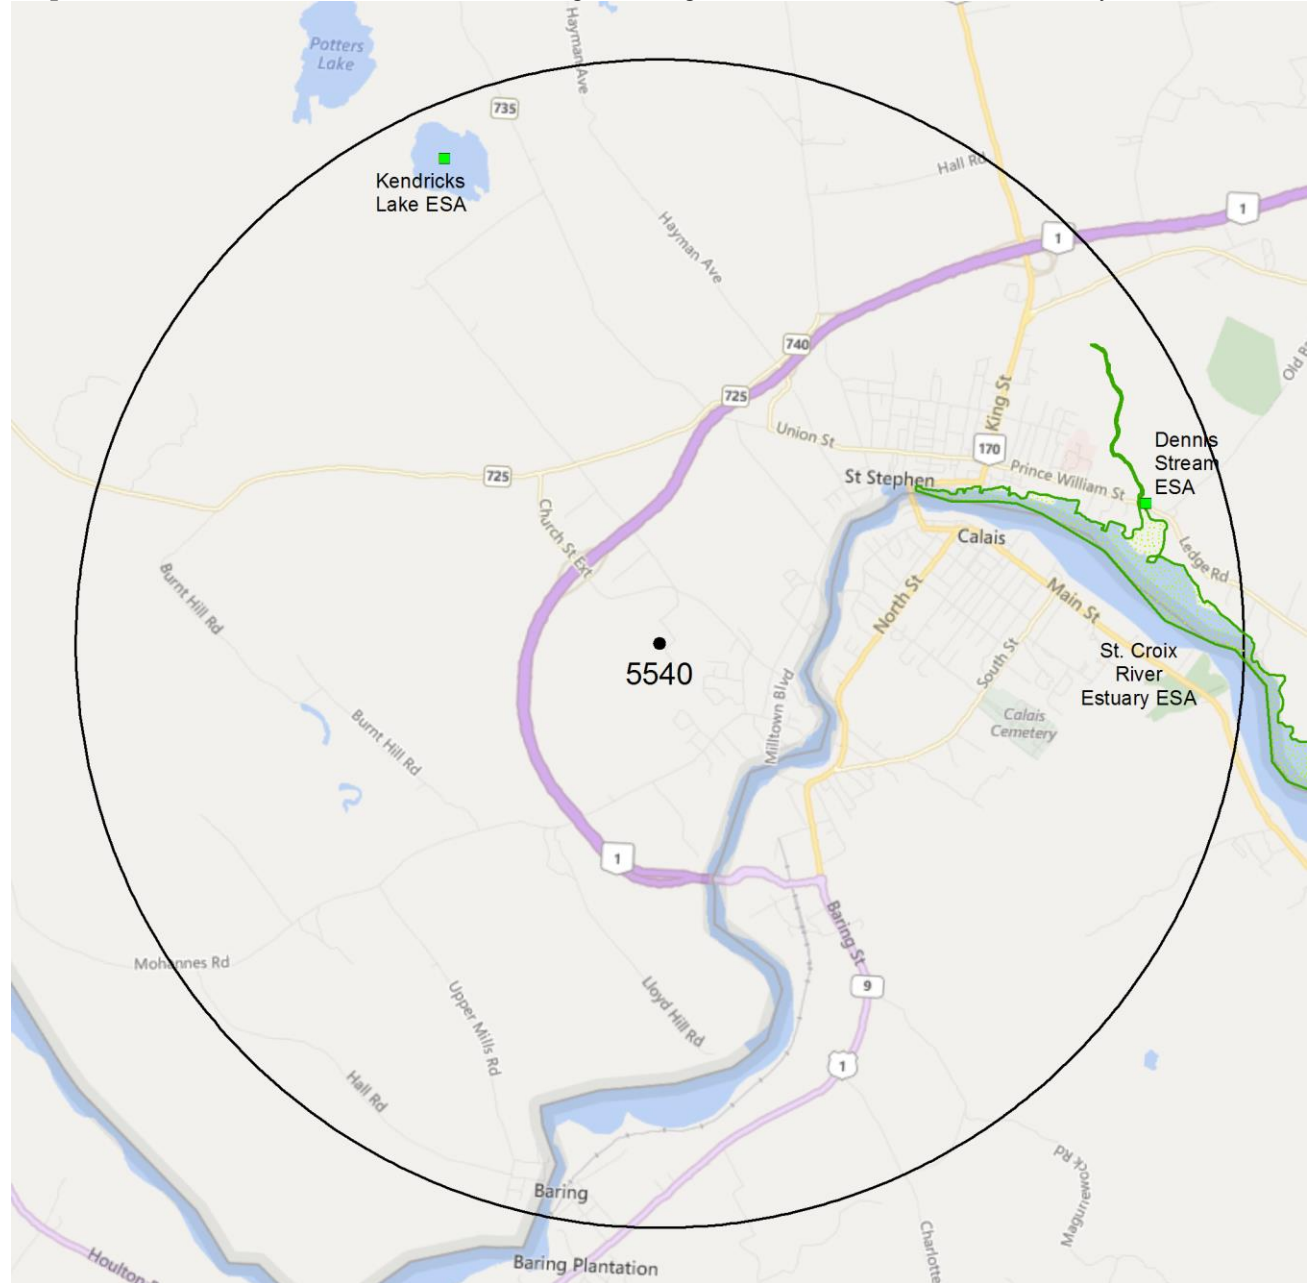 Potters
Lake
Hayman Ave
735
Kendricks
Lake ESA
Hall Rd
1
1
Hayman Ave
740
725
King St
Union St
170
Dennis
Stream
ESA
725
St Stephen
Prince William St
Church St Ext
Calais
Ledge Rd
Burnt Hill Rd
North St
Main St
5540
South St
St. Croix
River
Estuary ESA
Milltown Blvd
Calais
Cemetery
Burnt Hill Rd
1
Baring St
Mohannes Rd
Upper Mills Rd
Lloyd Hill Rd
9
1
Hall Rd
Magurrewock Rd
Baring
Charlotte
Baring Plantation
Houlton